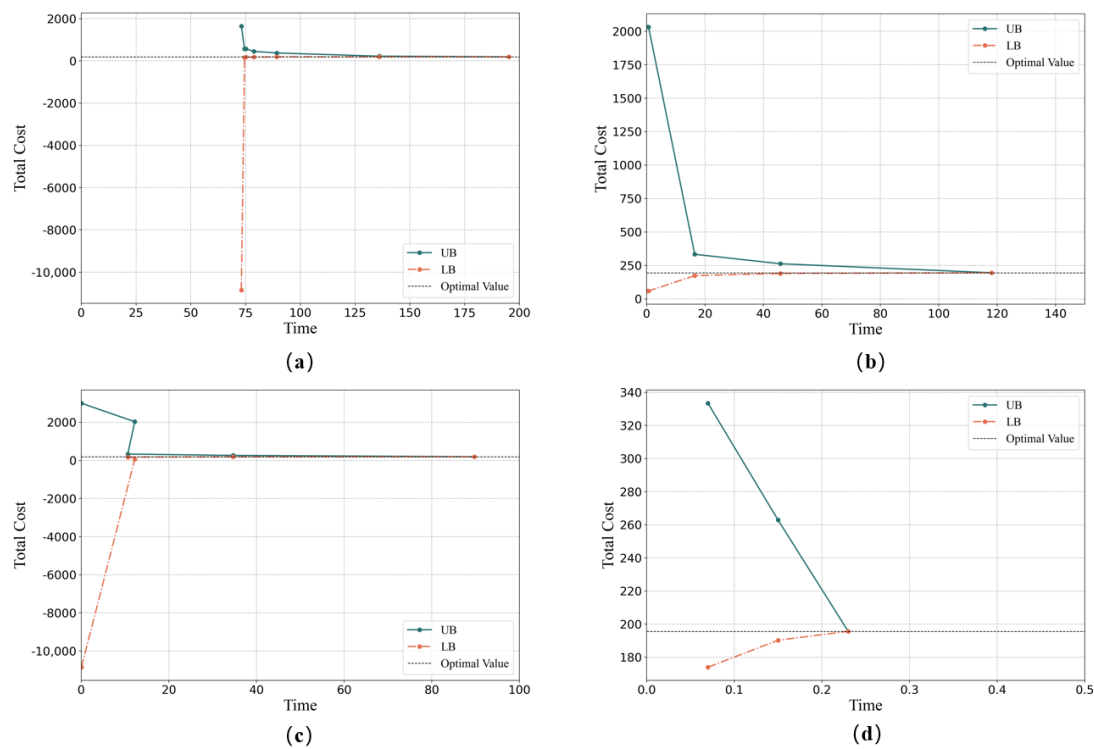 2000
0
-2000
-4000
-6000
-8000
-10,000
Total Cost
0 25 50 75 100 125 150 175 200
Time
UB
LB
Optimal Value
(a)
2000
1750
1500
1250
1000
750
500
250
0
Total Cost
0 20 40 60 80 100 120 140
Time
UB
LB
Optimal Value
(b)
2000
0
-2000
-4000
-6000
-8000
-10,000
Total Cost
0 20 40 60 80 100
Time
UB
LB
Optimal Value
(c)
340
320
300
280
260
240
220
200
180
Total Cost
0.0 0.1 0.2 0.3 0.4 0.5
Time
UB
LB
Optimal Value
(d)